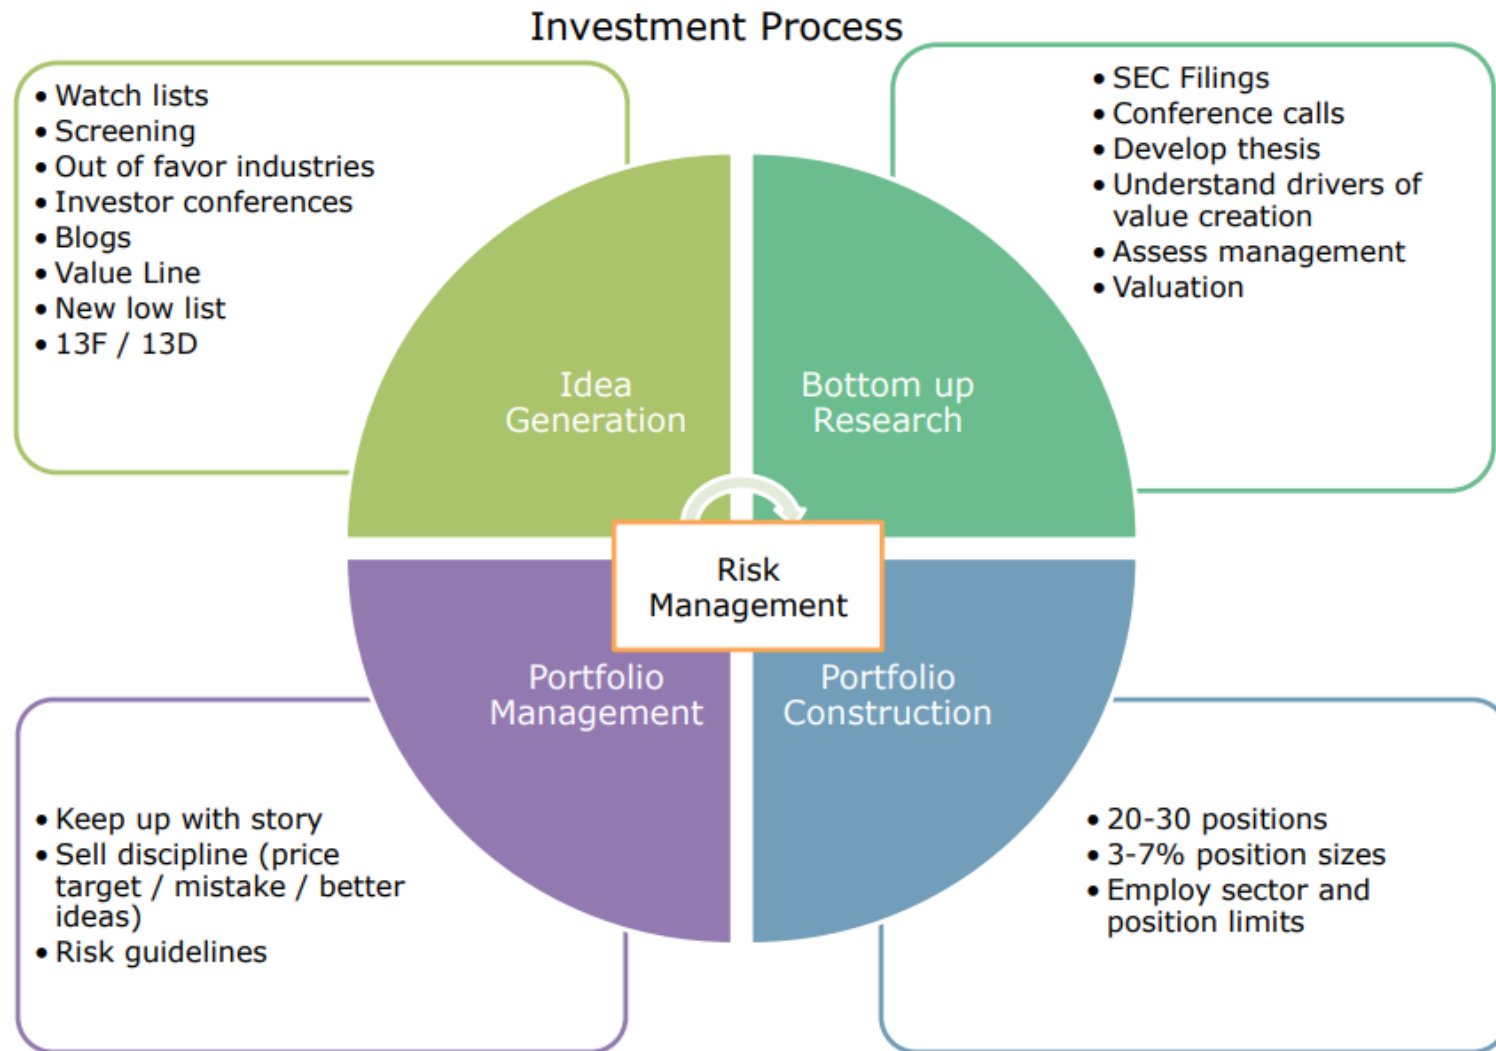 Investment Process
• Watch lists
• Screening
• Out of favor industries
• Investor conferences
• Blogs
• Value Line
• New low list
• 13F / 13D
• SEC Filings
• Conference calls
• Develop thesis
• Understand drivers of
value creation
• Assess management
• Valuation
Idea
Generation
Bottom up
Research
Risk
Management
Portfolio
Management
Portfolio
Construction
• Keep up with story
• Sell discipline (price
target / mistake / better
ideas)
• Risk guidelines
• 20-30 positions
• 3-7% position sizes
• Employ sector and
position limits